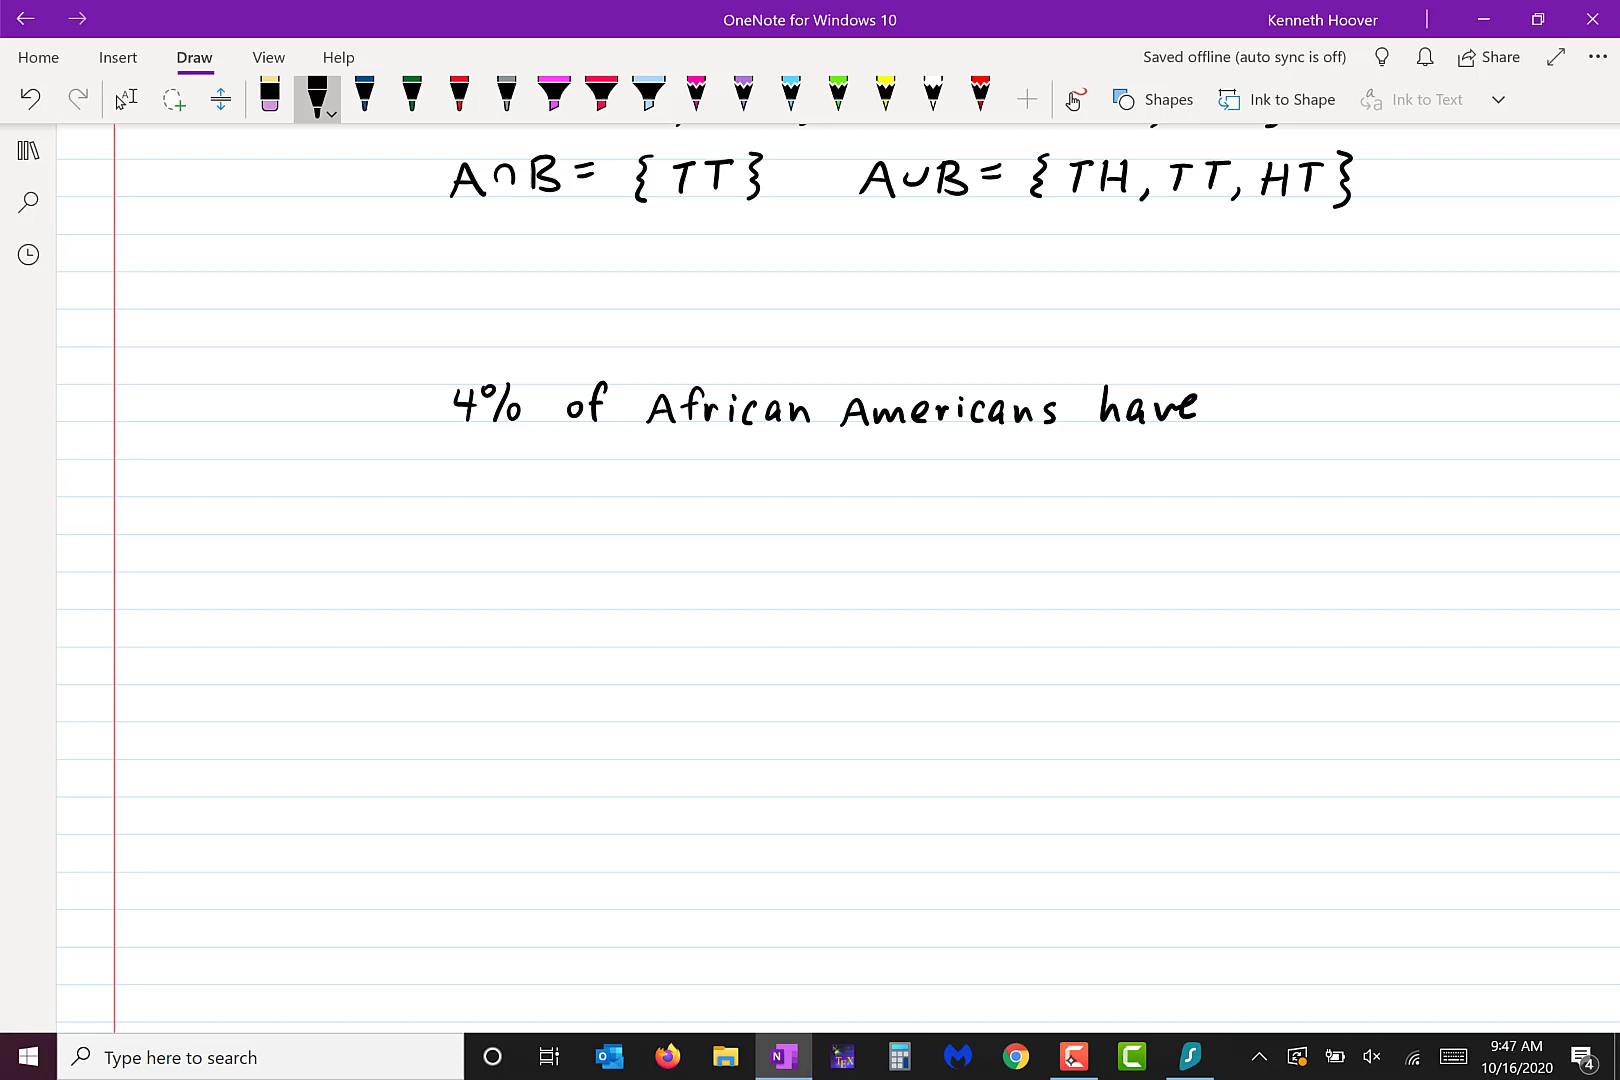 OneNote for Windows 10
Kenneth Hoover
Home Insert Draw View Help
Saved offline (auto sync is off) Share
Shapes Ink to Shape Ink to Text
A∩B = { TT } A∪B = { TH, TT, HT }
4% of African Americans have
Type here to search
9:47 AM
10/16/2020
4